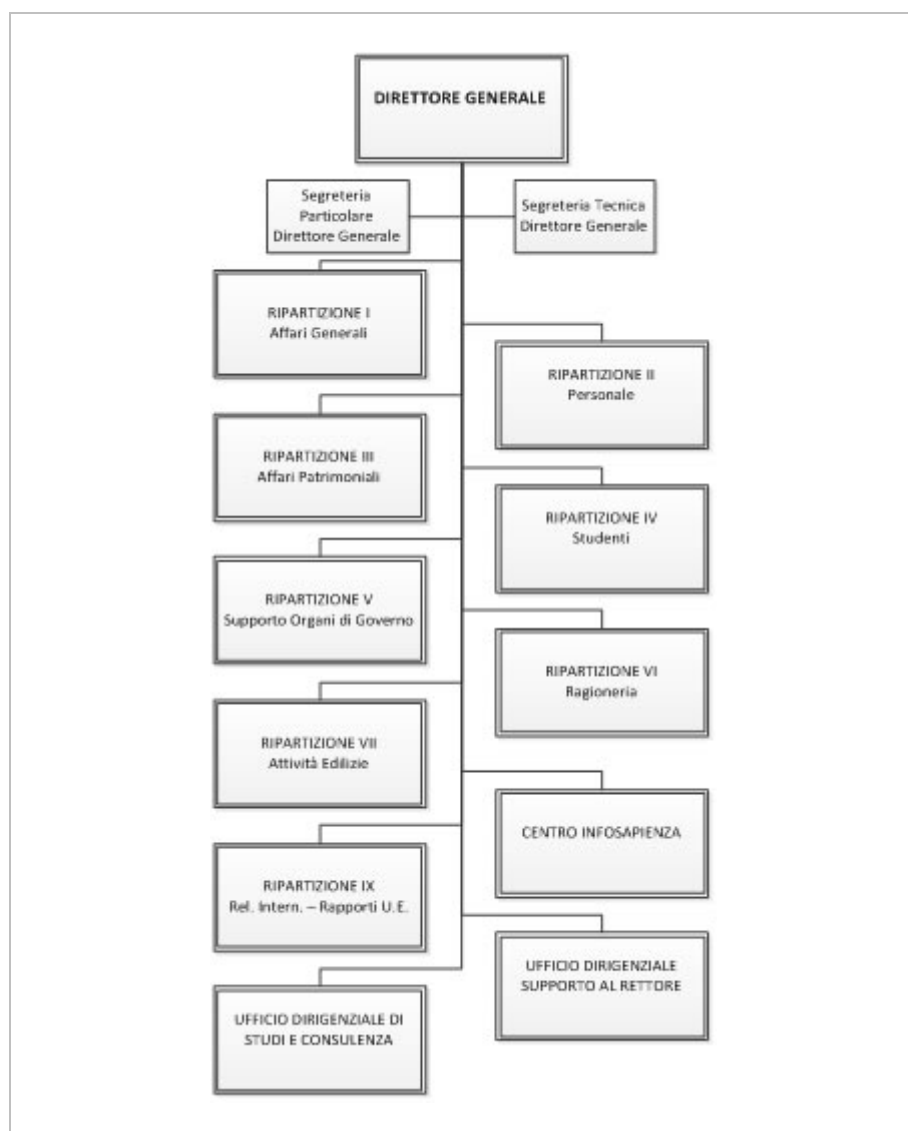 DIRETTORE GENERALE
Segreteria
Particolare
Direttore Generale
Segreteria Tecnica
Direttore Generale
RIPARTIZIONE I
Affari Generali
RIPARTIZIONE II
Personale
RIPARTIZIONE III
Affari Patrimoniali
RIPARTIZIONE IV
Studenti
RIPARTIZIONE V
Supporto Organi di Governo
RIPARTIZIONE VI
Ragioneria
RIPARTIZIONE VII
Attività Edilizie
CENTRO INFOSAPIENZA
RIPARTIZIONE IX
Rel. Intern. – Rapporti U.E.
UFFICIO DIRIGENZIALE
SUPPORTO AL RETTORE
UFFICIO DIRIGENZIALE DI
STUDI E CONSULENZA